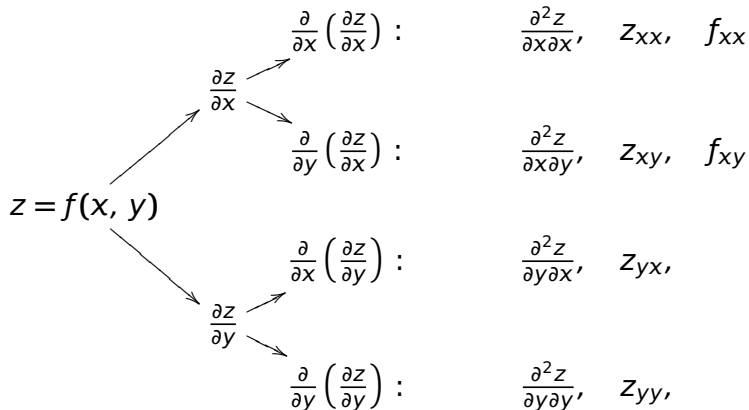 ∂/∂x (∂z/∂x) : ∂²z/∂x∂x, z_xx, f_xx
∂z/∂x
∂/∂y (∂z/∂x) : ∂²z/∂x∂y, z_xy, f_xy
z = f(x, y)
∂/∂x (∂z/∂y) : ∂²z/∂y∂x, z_yx,
∂z/∂y
∂/∂y (∂z/∂y) : ∂²z/∂y∂y, z_yy,